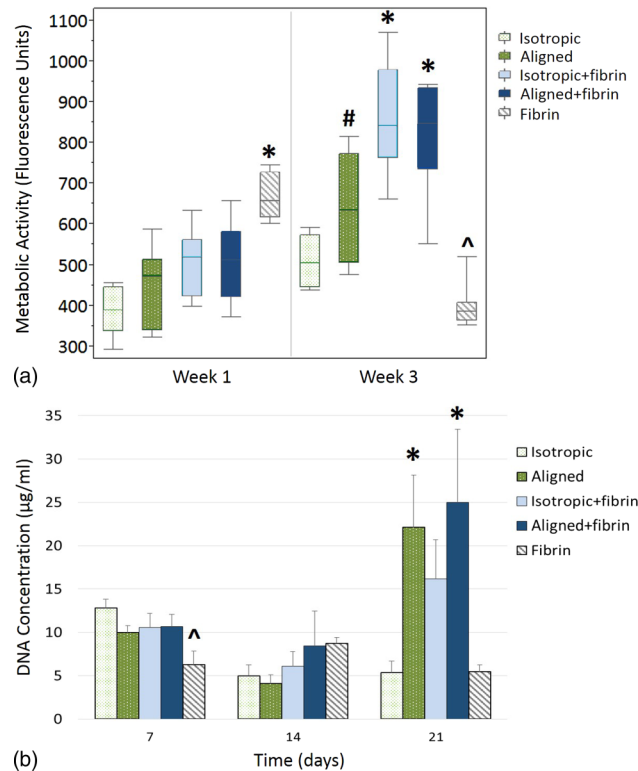 Metabolic Activity (Fluorescence Units)
1100
1000
900
800
700
600
500
400
300
*
#
*
*
^
Isotropic
Aligned
Isotropic+fibrin
Aligned+fibrin
Fibrin
Week 1
Week 3
(a)
DNA Concentration (µg/ml)
35
30
25
20
15
10
5
0
^
*
*
Isotropic
Aligned
Isotropic+fibrin
Aligned+fibrin
Fibrin
7
14
21
Time (days)
(b)